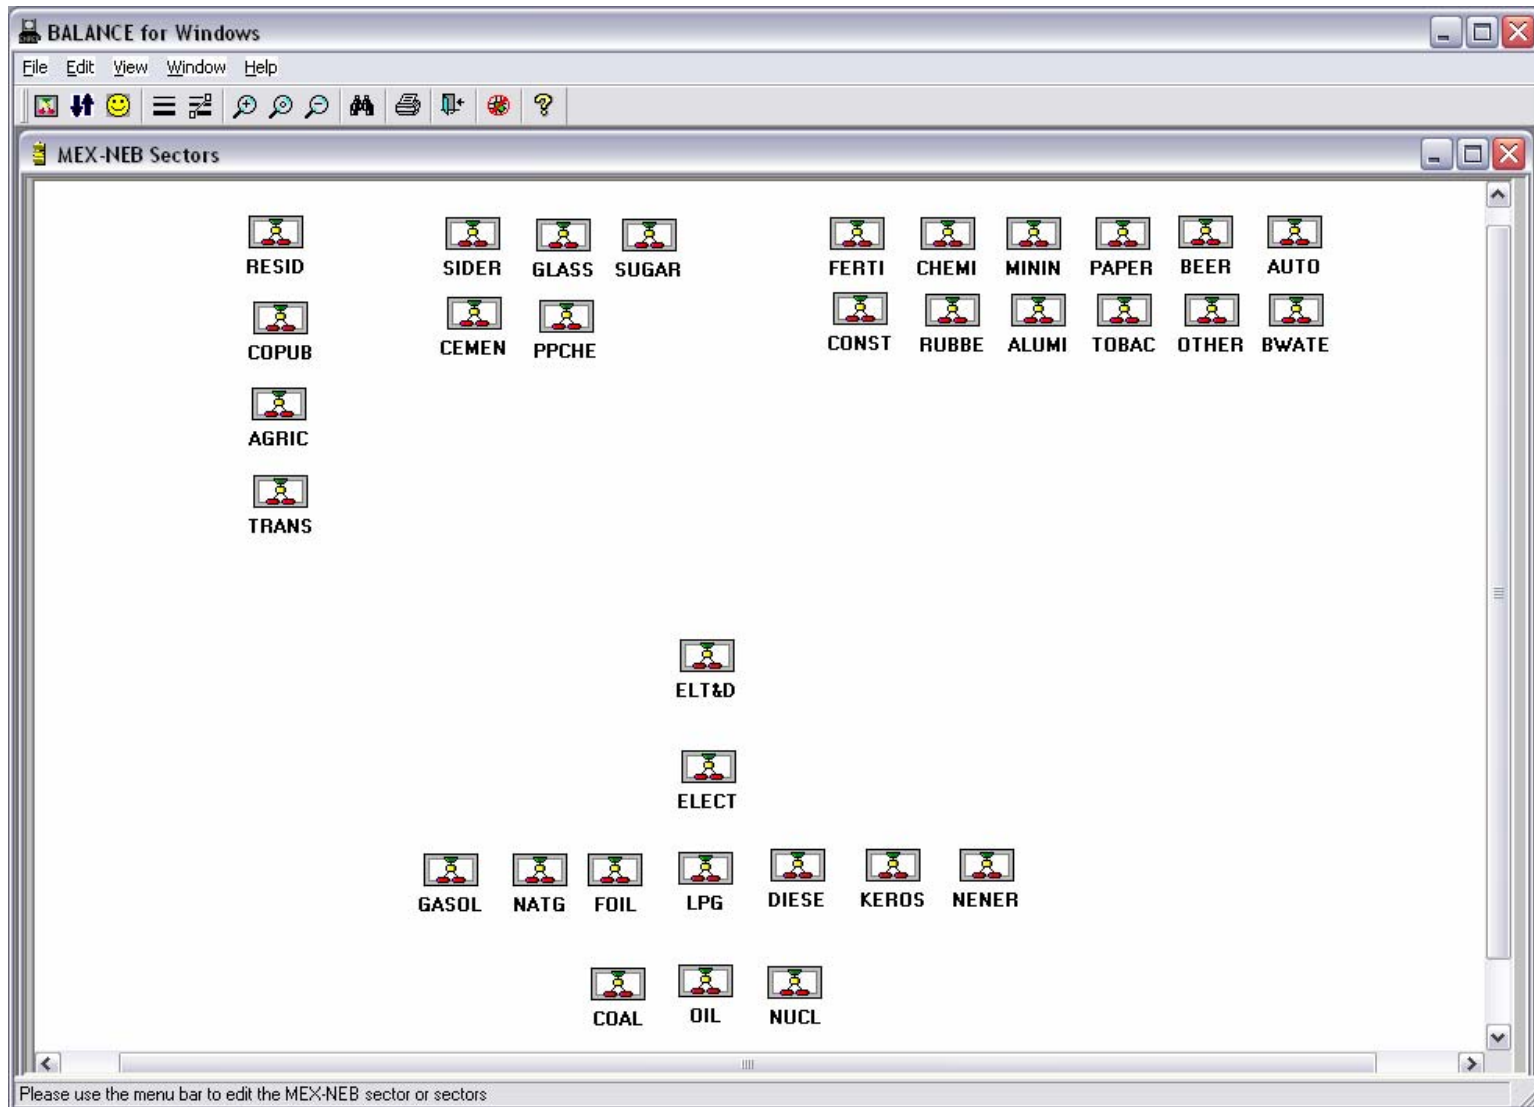 BALANCE for Windows
File Edit View Window Help
MEX-NEB Sectors
RESID SIDER GLASS SUGAR FERTI CHEMI MININ PAPER BEER AUTO
COPUB CEMEN PPCHE CONST RUBBE ALUMI TOBAC OTHER BWATE
AGRIC
TRANS
ELT&D
ELECT
GASOL NATG FOIL LPG DIESE KEROS NENER
COAL OIL NUCL
Please use the menu bar to edit the MEX-NEB sector or sectors